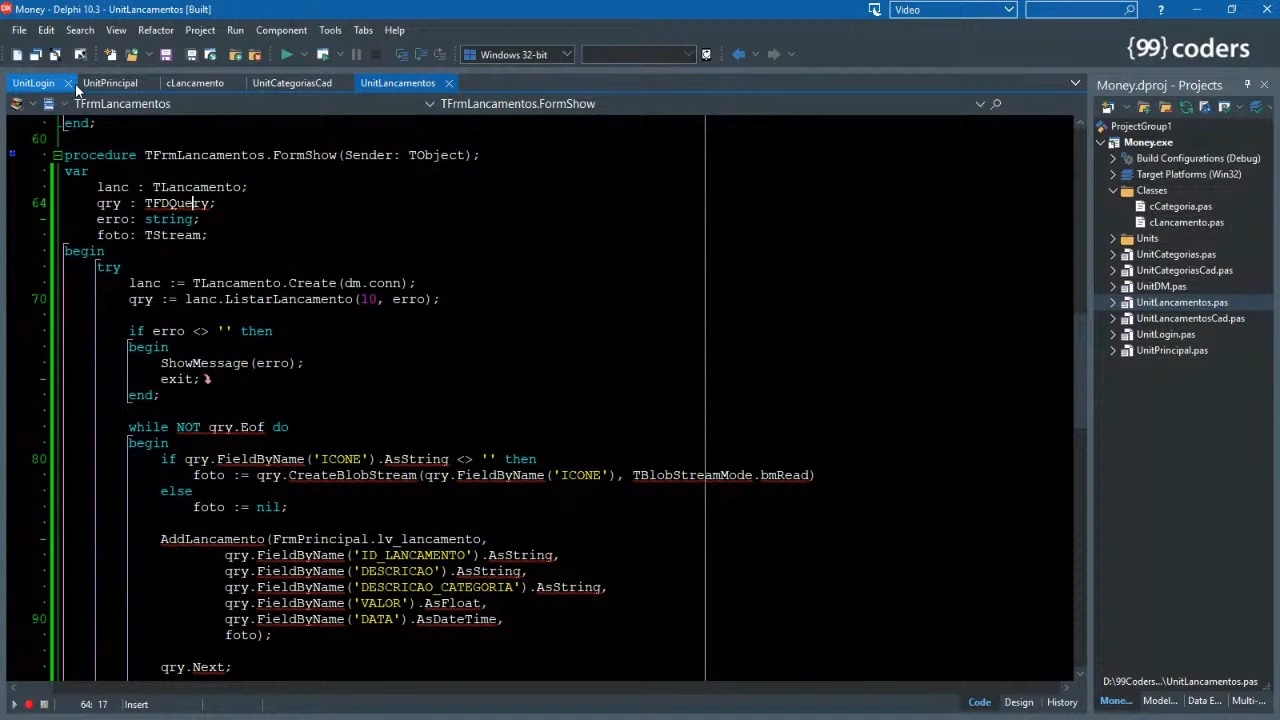 Money - Delphi 10.3 - UnitLancamentos [Built]
Video
File Edit Search View Refactor Project Run Component Tools Tabs Help
Windows 32-bit
{99} coders
UnitLogin UnitPrincipal cLancamento UnitCategoriasCad UnitLancamentos
Money.dproj - Projects
TFrmLancamentos TFrmLancamentos.FormShow
end;
60
procedure TFrmLancamentos.FormShow(Sender: TObject);
var
lanc : TLancamento;
64 qry : TFDQuery;
erro: string;
foto: TStream;
begin
try
lanc := TLancamento.Create(dm.conn);
70 qry := lanc.ListarLancamento(10, erro);
if erro <> '' then
begin
ShowMessage(erro);
exit;
end;
while NOT qry.Eof do
begin
80 if qry.FieldByName('ICONE').AsString <> '' then
foto := qry.CreateBlobStream(qry.FieldByName('ICONE'), TBlobStreamMode.bmRead)
else
foto := nil;
AddLancamento(FrmPrincipal.lv_lancamento,
qry.FieldByName('ID_LANCAMENTO').AsString,
qry.FieldByName('DESCRICAO').AsString,
qry.FieldByName('DESCRICAO_CATEGORIA').AsString,
qry.FieldByName('VALOR').AsFloat,
90 qry.FieldByName('DATA').AsDateTime,
foto);
qry.Next;
ProjectGroup1
Money.exe
Build Configurations (Debug)
Target Platforms (Win32)
Classes
cCategoria.pas
cLancamento.pas
Units
UnitCategorias.pas
UnitCategoriasCad.pas
UnitDM.pas
UnitLancamentos.pas
UnitLancamentosCad.pas
UnitLogin.pas
UnitPrincipal.pas
D:\99Coders...\UnitLancamentos.pas
64: 17 Insert
Code Design History
Mone... Model... Data E... Multi-...